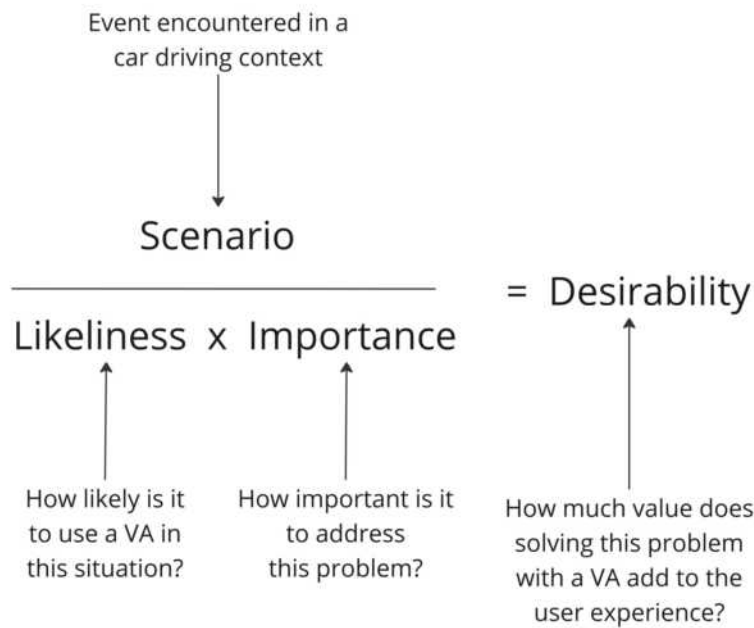 Event encountered in a
car driving context
Scenario
= Desirability
Likeliness x Importance
How likely is it
to use a VA in
this situation?
How important is it
to address
this problem?
How much value does
solving this problem
with a VA add to the
user experience?